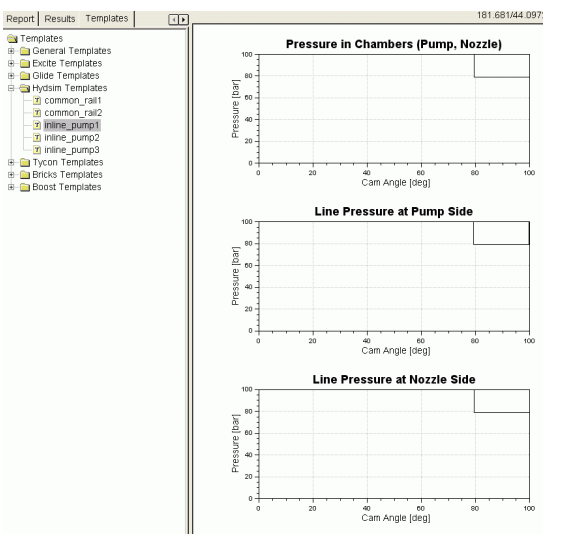 Report Results Templates
181.681/44.097
Templates
General Templates
Excite Templates
Glide Templates
Hydsim Templates
common_rail1
common_rail2
inline_pump1
inline_pump2
inline_pump3
Tycon Templates
Bricks Templates
Boost Templates
Pressure in Chambers (Pump, Nozzle)
Pressure [bar]
100
80
60
40
20
0
0 20 40 60 80 100
Cam Angle [deg]
Line Pressure at Pump Side
Pressure [bar]
100
80
60
40
20
0
0 20 40 60 80 100
Cam Angle [deg]
Line Pressure at Nozzle Side
Pressure [bar]
100
80
60
40
20
0
0 20 40 60 80 100
Cam Angle [deg]